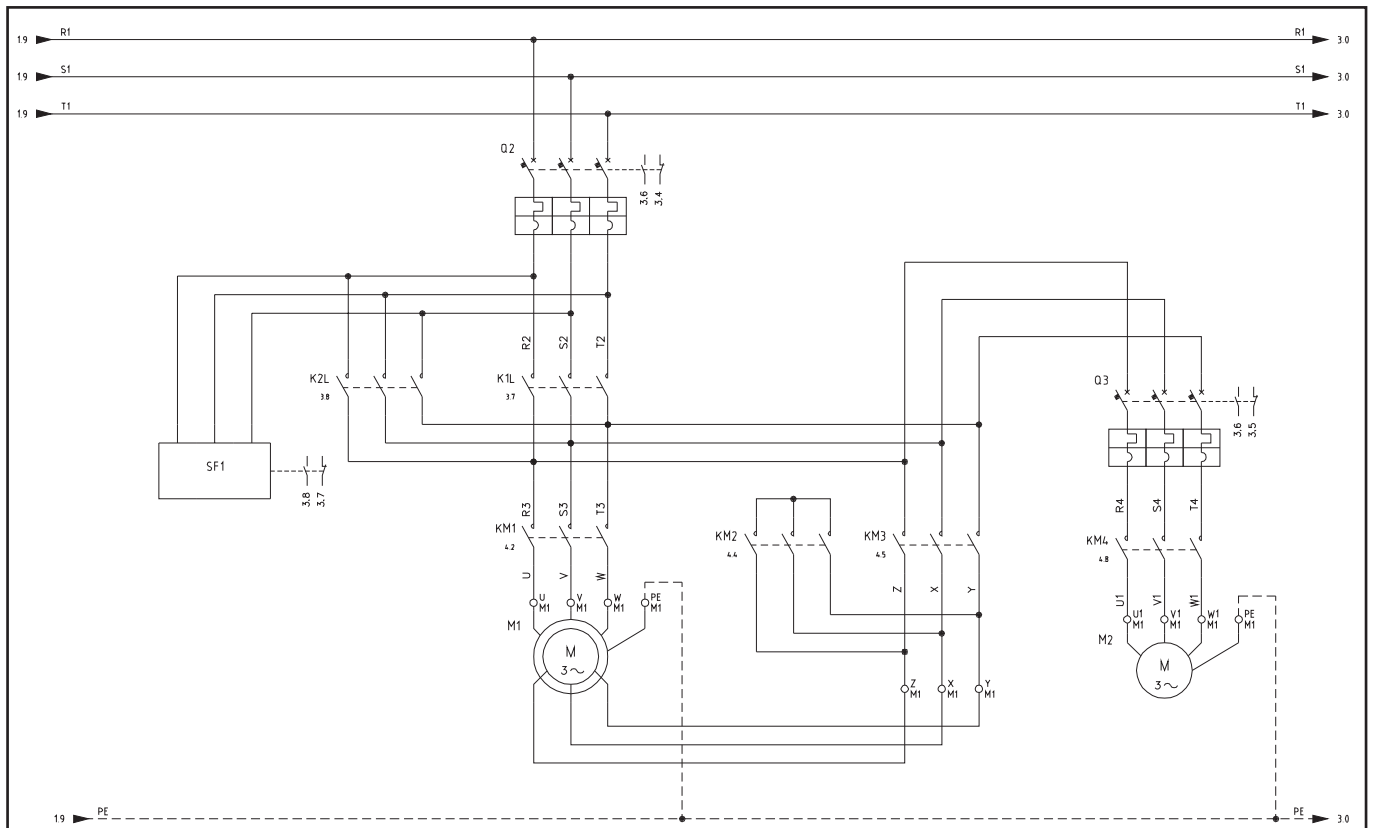 R1
R1
1.9
3.0
S1
S1
1.9
3.0
T1
T1
1.9
3.0
Q2
3.6
3.4
R2
S2
T2
K2L
3.8
K1L
3.7
Q3
3.6
3.5
SF1
3.8
3.7
R3
S3
T3
R4
S4
T4
KM1
4.2
KM2
4.4
KM3
4.5
KM4
4.8
U
V
W
Z
X
Y
U1
V1
W1
U
M1
V
M1
W
M1
PE
M1
U1
M1
V1
M1
W1
M1
PE
M1
M1
M
3~
M2
M
3~
Z
M1
X
M1
Y
M1
PE
PE
1.9
3.0